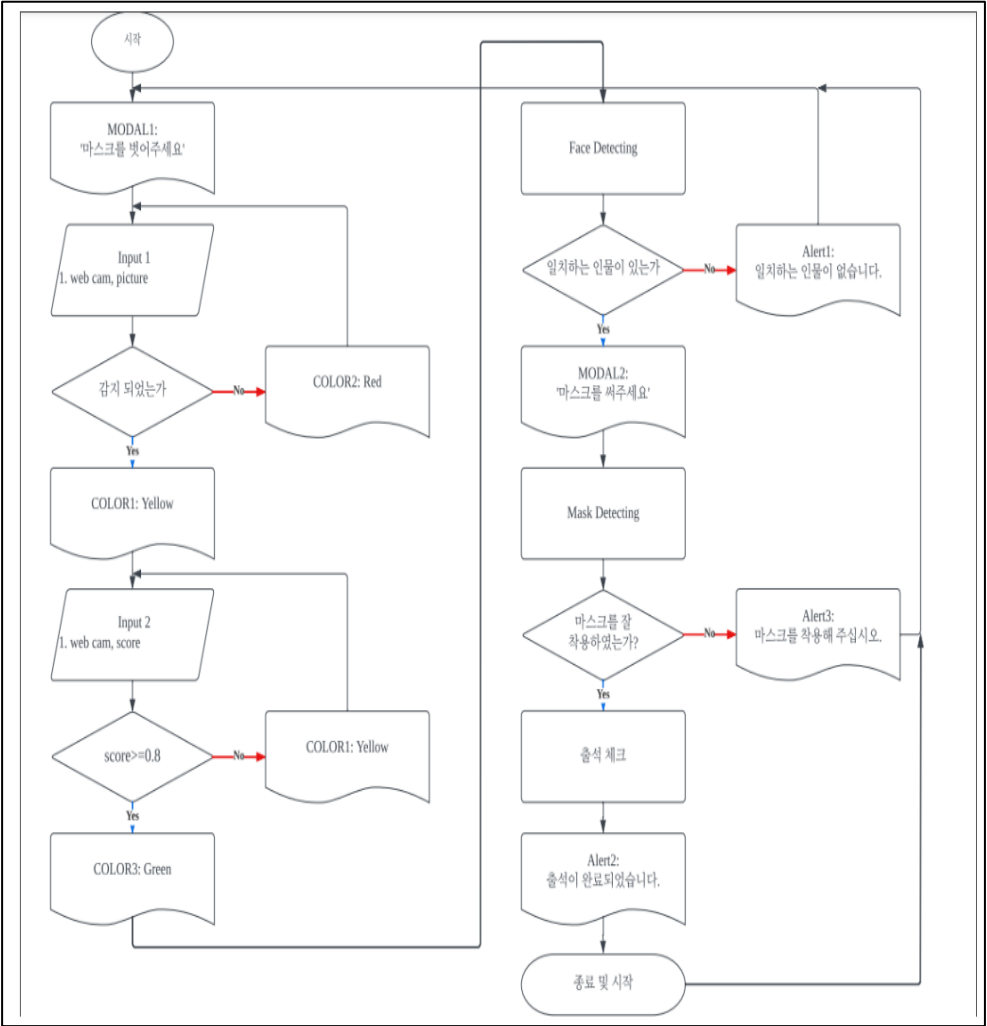 시작
MODAL1:
'마스크를 벗어주세요'
Input 1
1. web cam, picture
감지 되었는가
No
COLOR2: Red
Yes
COLOR1: Yellow
Input 2
1. web cam, score
score>=0.8
No
COLOR1: Yellow
Yes
COLOR3: Green
Face Detecting
일치하는 인물이 있는가
No
Alert1:
일치하는 인물이 없습니다.
Yes
MODAL2:
'마스크를 써주세요'
Mask Detecting
마스크를 잘
착용하였는가?
No
Alert3:
마스크를 착용해 주십시오.
Yes
출석 체크
Alert2:
출석이 완료되었습니다.
종료 및 시작